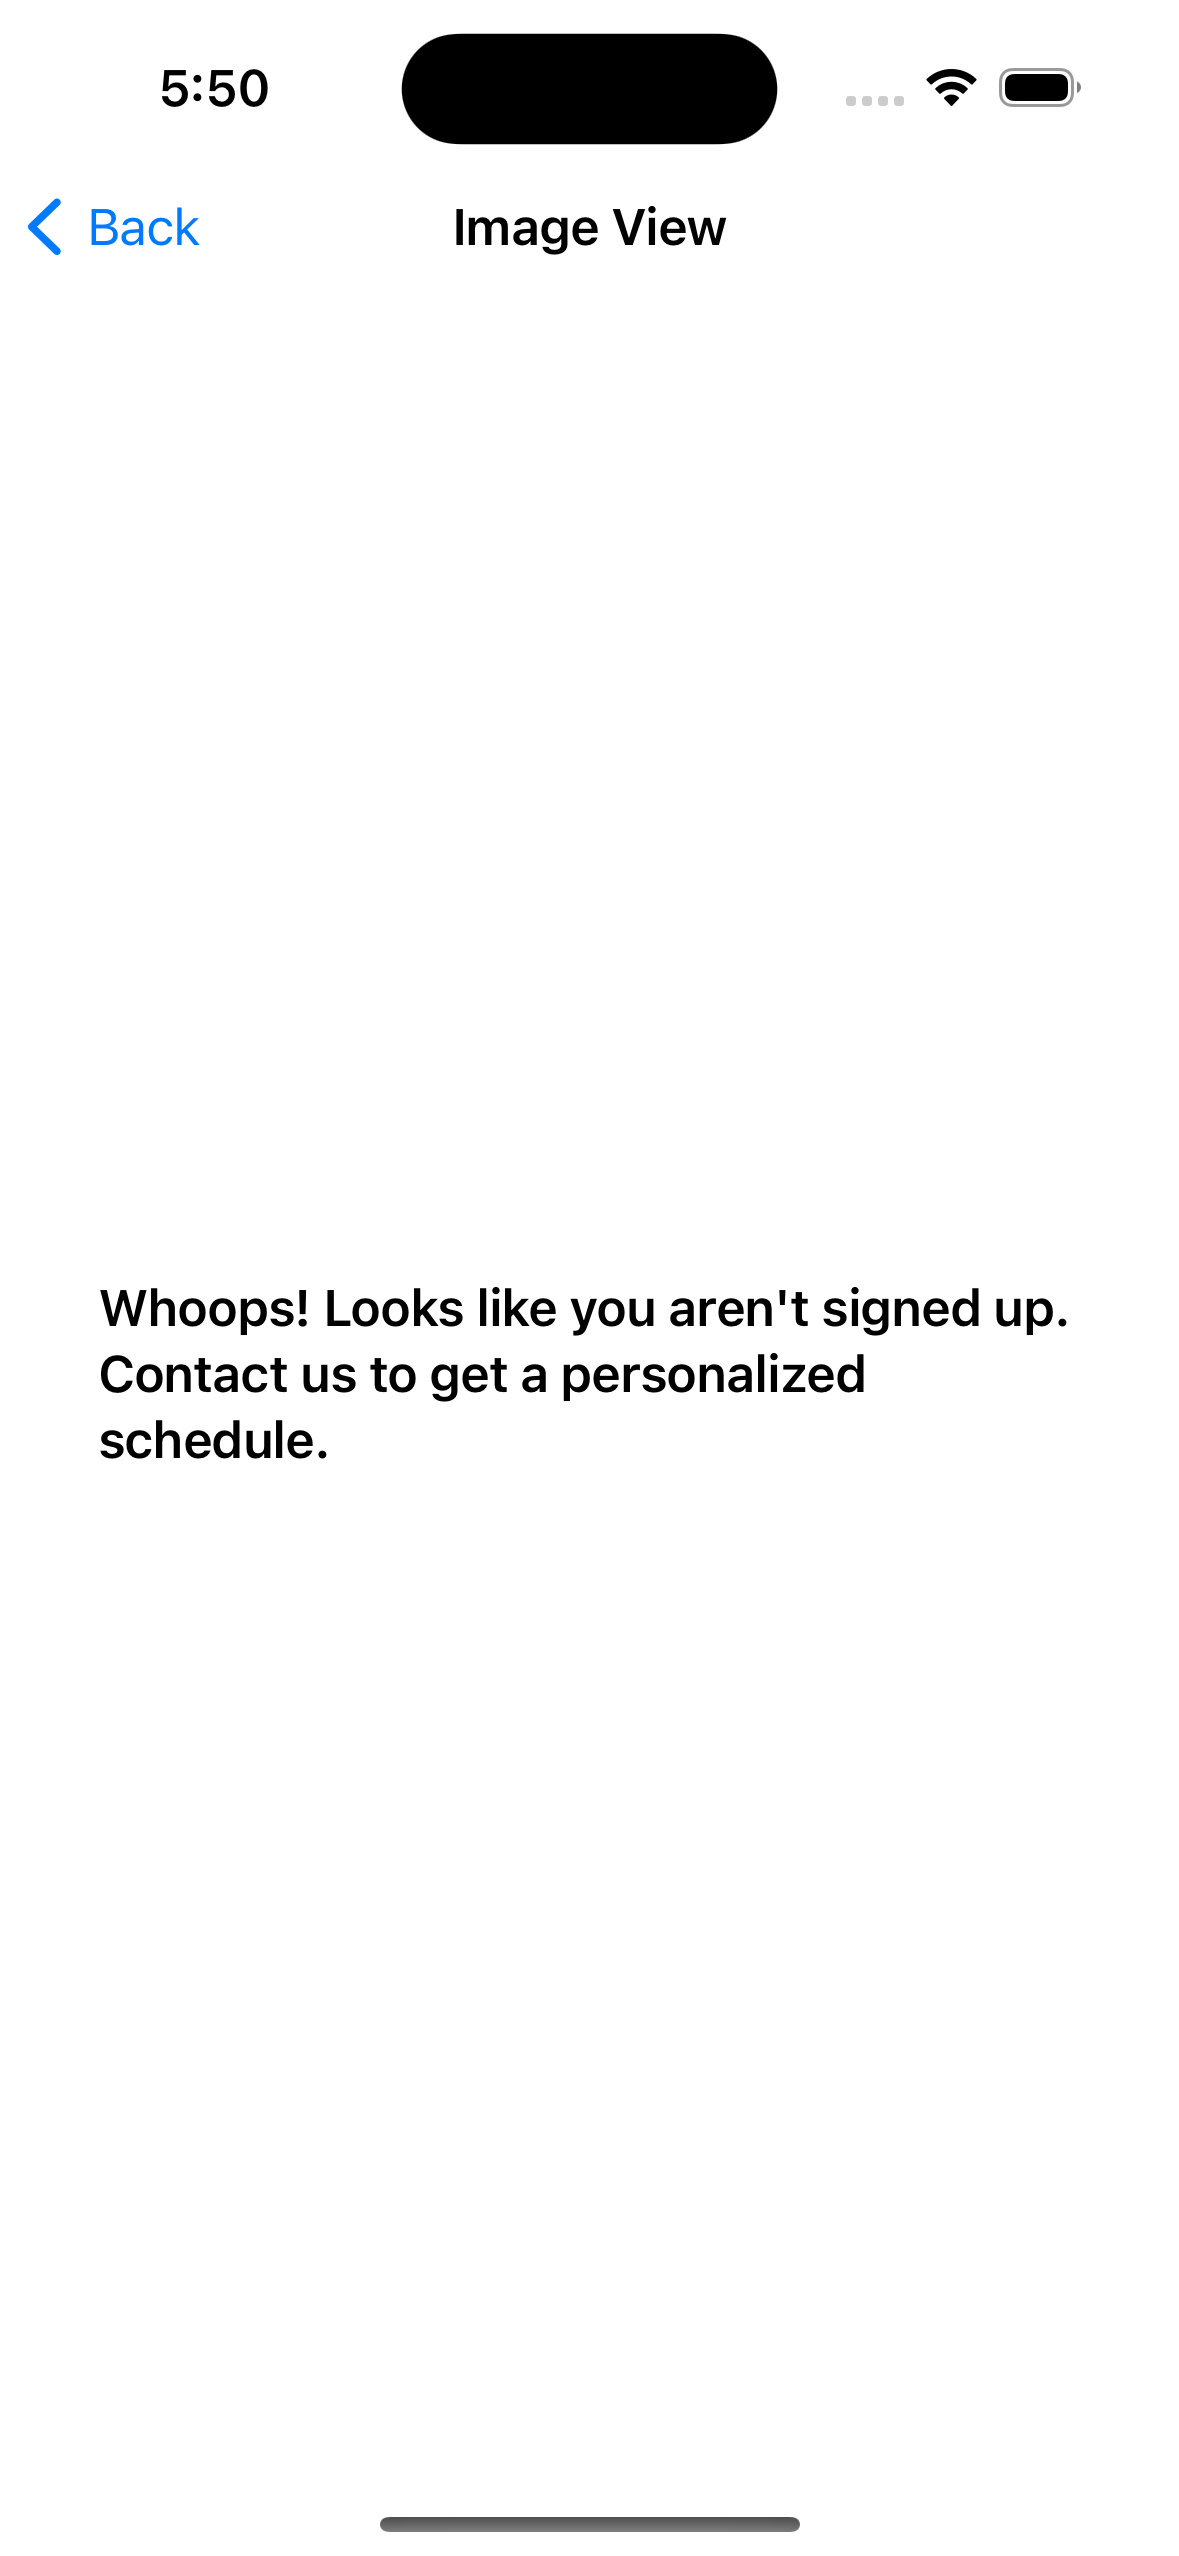 5:50
Back
Image View
Whoops! Looks like you aren't signed up.
Contact us to get a personalized
schedule.